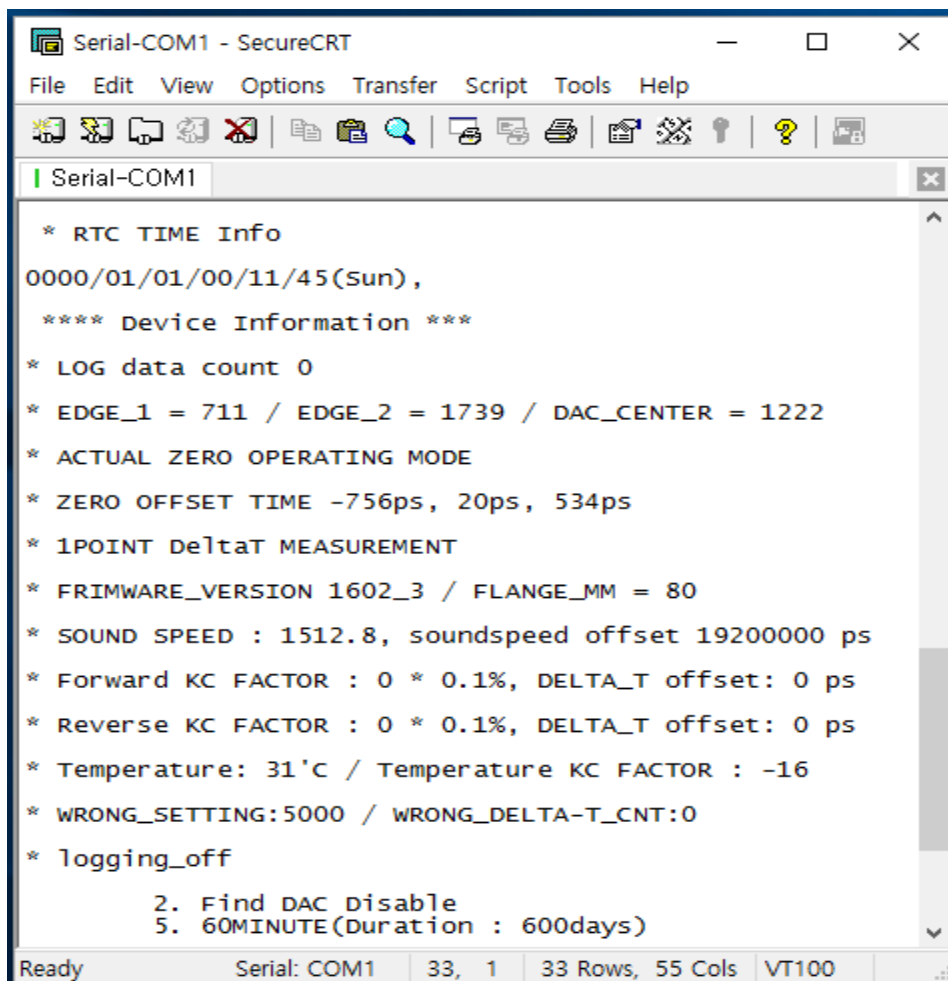 Serial-COM1 - SecureCRT
File Edit View Options Transfer Script Tools Help
Serial-COM1
* RTC TIME Info
0000/01/01/00/11/45(Sun),
**** Device Information ***
* LOG data count 0
* EDGE_1 = 711 / EDGE_2 = 1739 / DAC_CENTER = 1222
* ACTUAL ZERO OPERATING MODE
* ZERO OFFSET TIME -756ps, 20ps, 534ps
* 1POINT DeltaT MEASUREMENT
* FRIMWARE_VERSION 1602_3 / FLANGE_MM = 80
* SOUND SPEED : 1512.8, soundspeed offset 19200000 ps
* Forward KC FACTOR : 0 * 0.1%, DELTA_T offset: 0 ps
* Reverse KC FACTOR : 0 * 0.1%, DELTA_T offset: 0 ps
* Temperature: 31'C / Temperature KC FACTOR : -16
* WRONG_SETTING:5000 / WRONG_DELTA-T_CNT:0
* logging_off
2. Find DAC Disable
5. 60MINUTE(Duration : 600days)
Ready Serial: COM1 33, 1 33 Rows, 55 Cols VT100